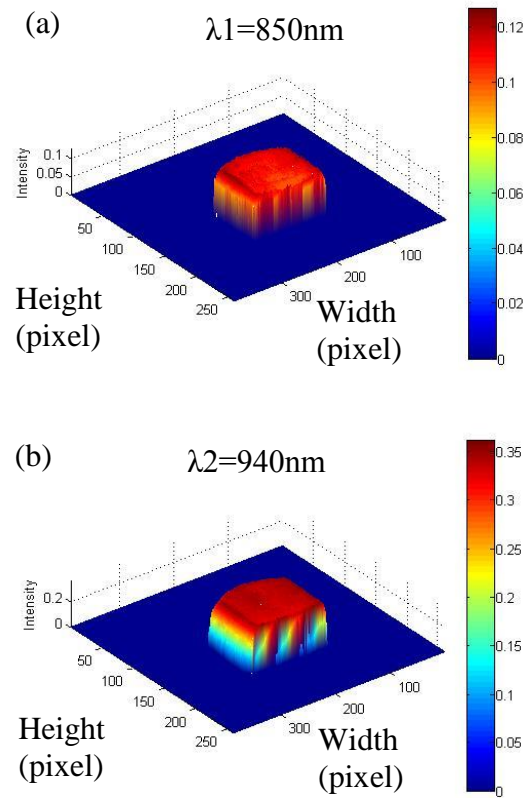 (a)
λ1=850nm
Intensity
0.1
0.05
0
50
100
150
200
250
300
200
100
Height
(pixel)
Width
(pixel)
0.12
0.1
0.08
0.06
0.04
0.02
0
(b)
λ2=940nm
Intensity
0.2
0
50
100
150
200
250
300
200
100
Height
(pixel)
Width
(pixel)
0.35
0.3
0.25
0.2
0.15
0.1
0.05
0